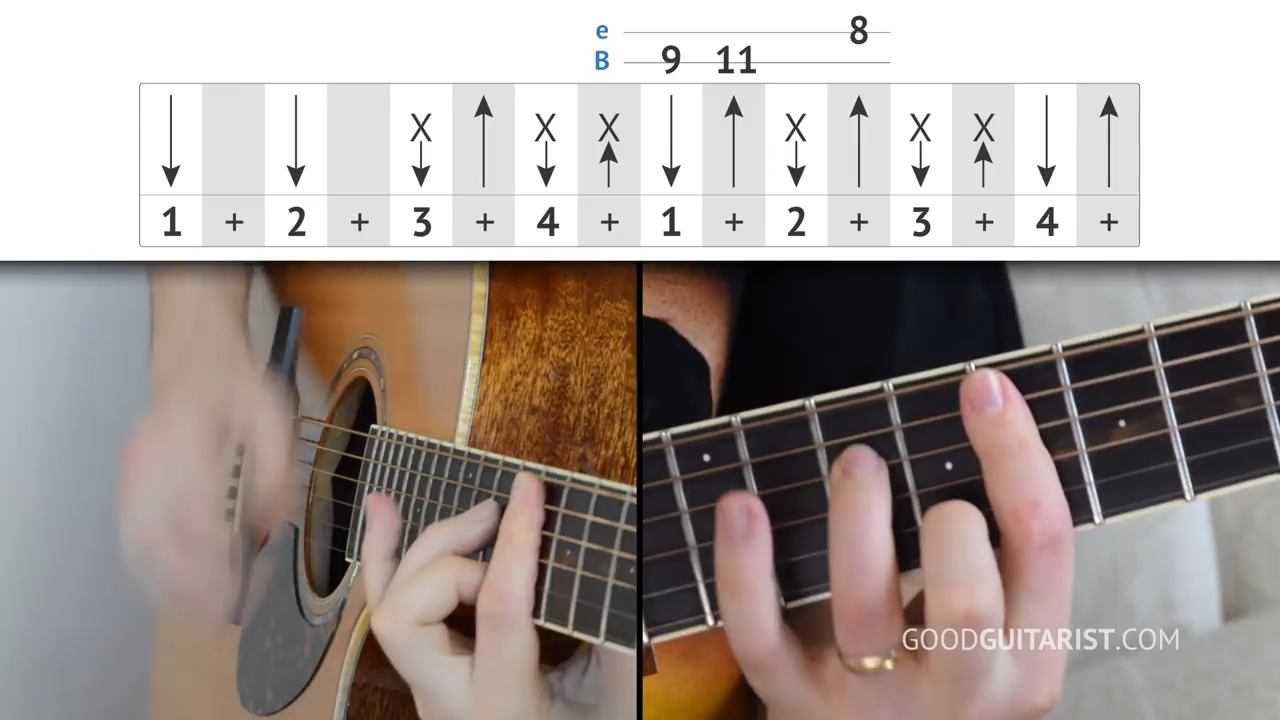 e 8
B 9 11
X X X X X X
1 + 2 + 3 + 4 + 1 + 2 + 3 + 4 +
GOODGUITARIST.COM